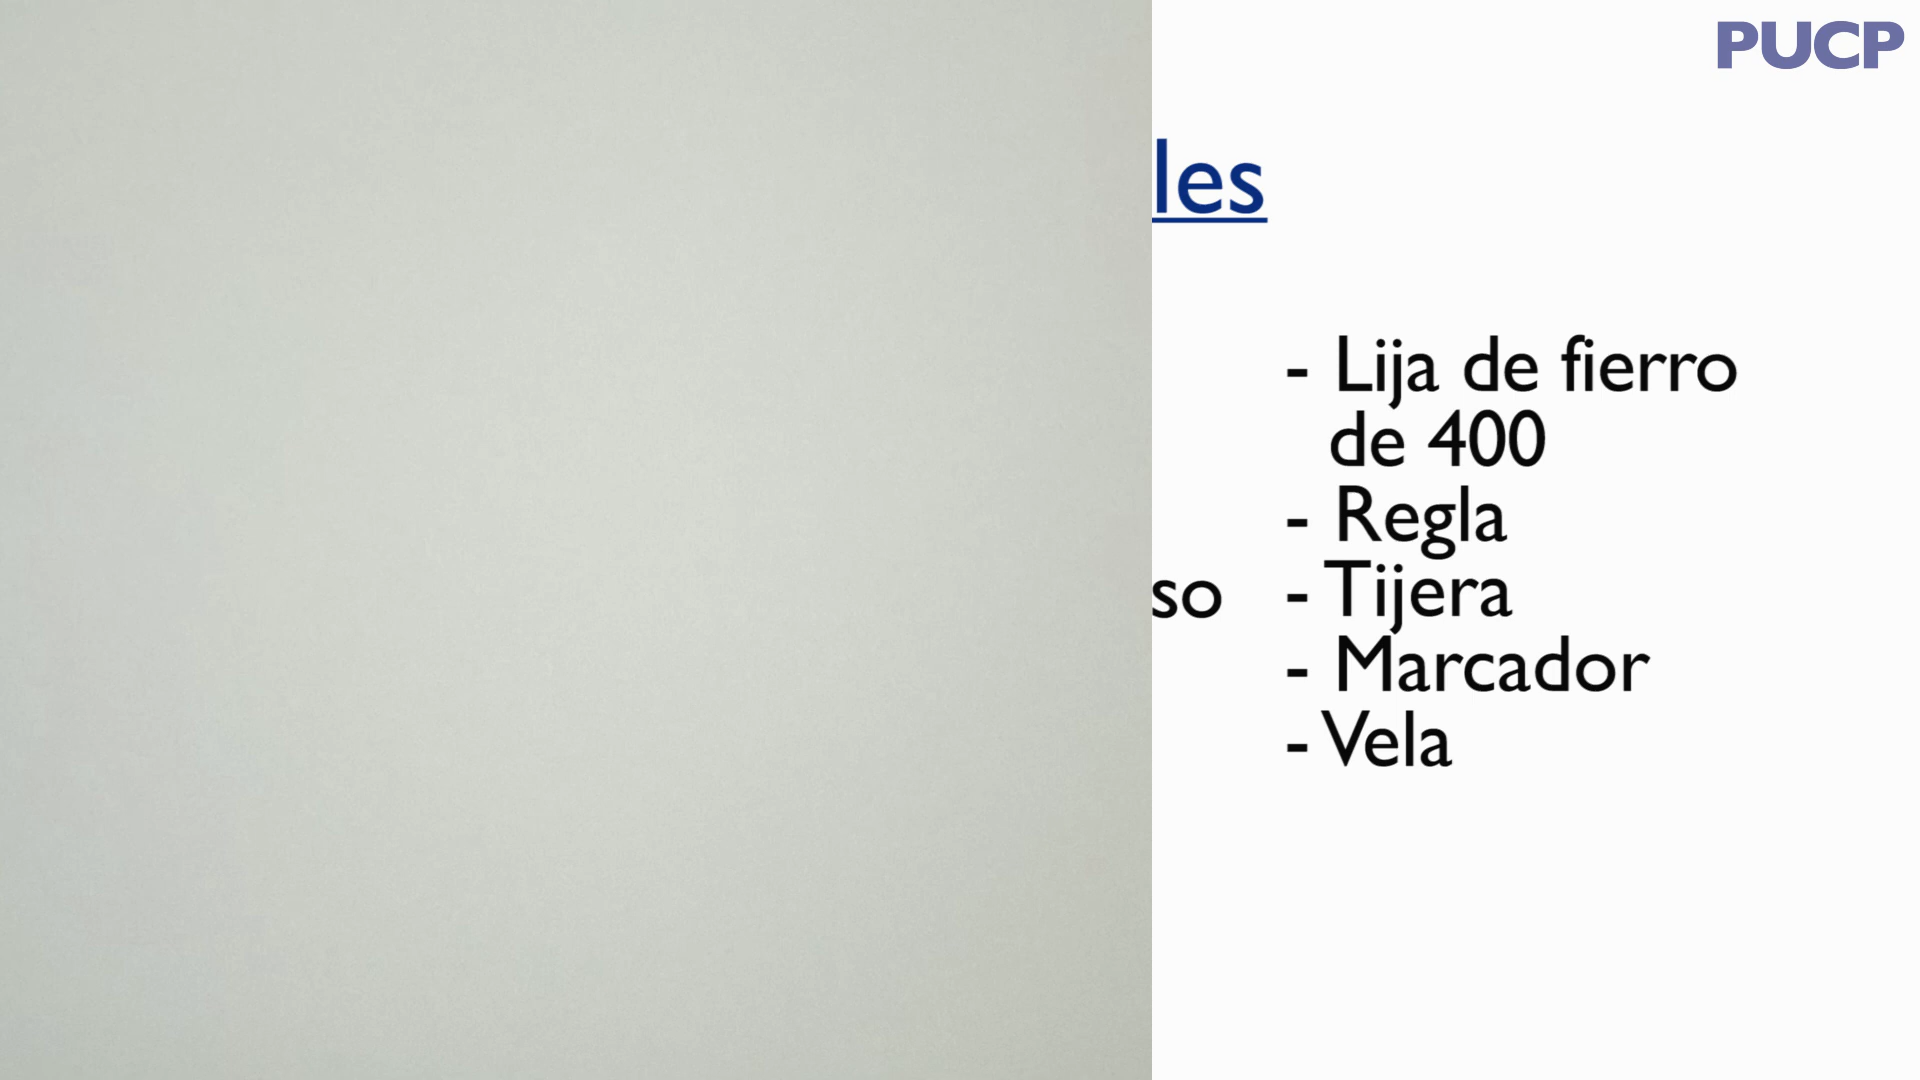 PUCP
les
- Lija de fierro
de 400
- Regla
so - Tijera
- Marcador
- Vela